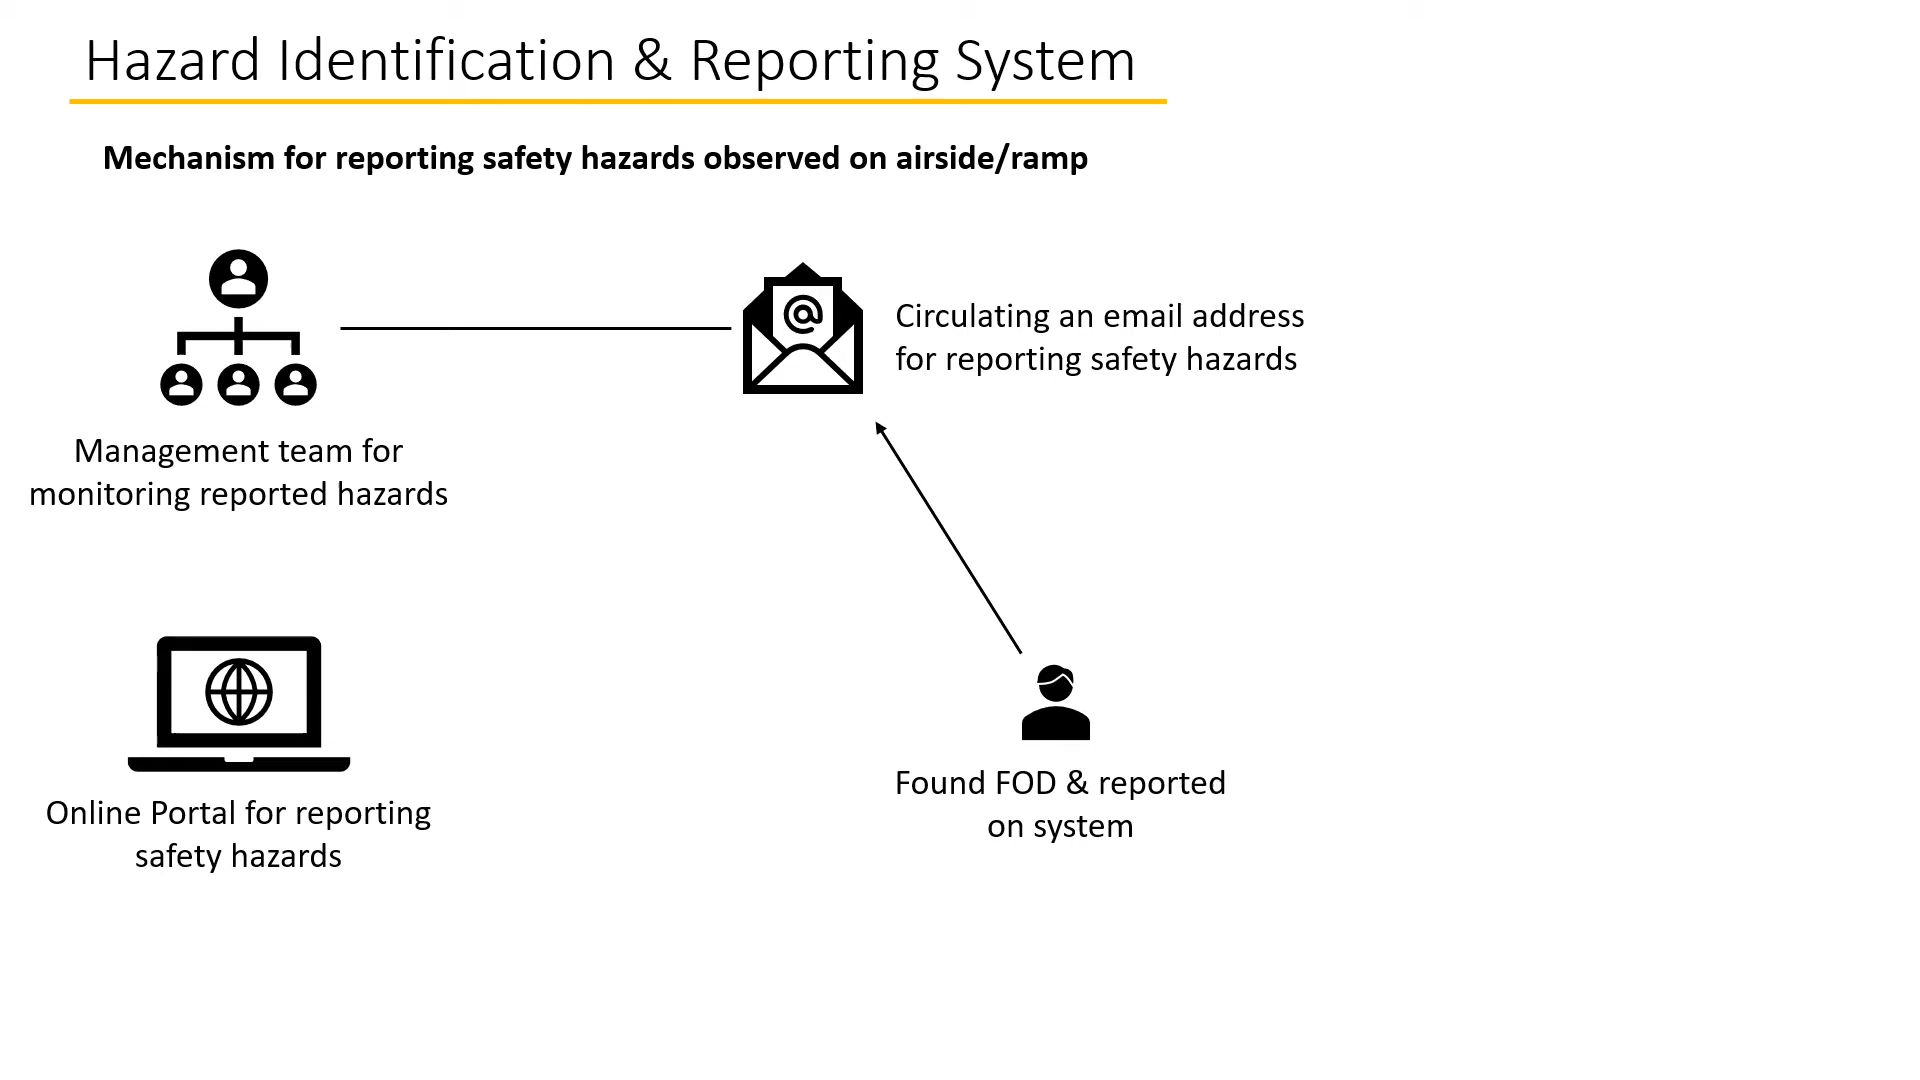 Hazard Identification & Reporting System
Mechanism for reporting safety hazards observed on airside/ramp
Circulating an email address
for reporting safety hazards
Management team for
monitoring reported hazards
Online Portal for reporting
safety hazards
Found FOD & reported
on system